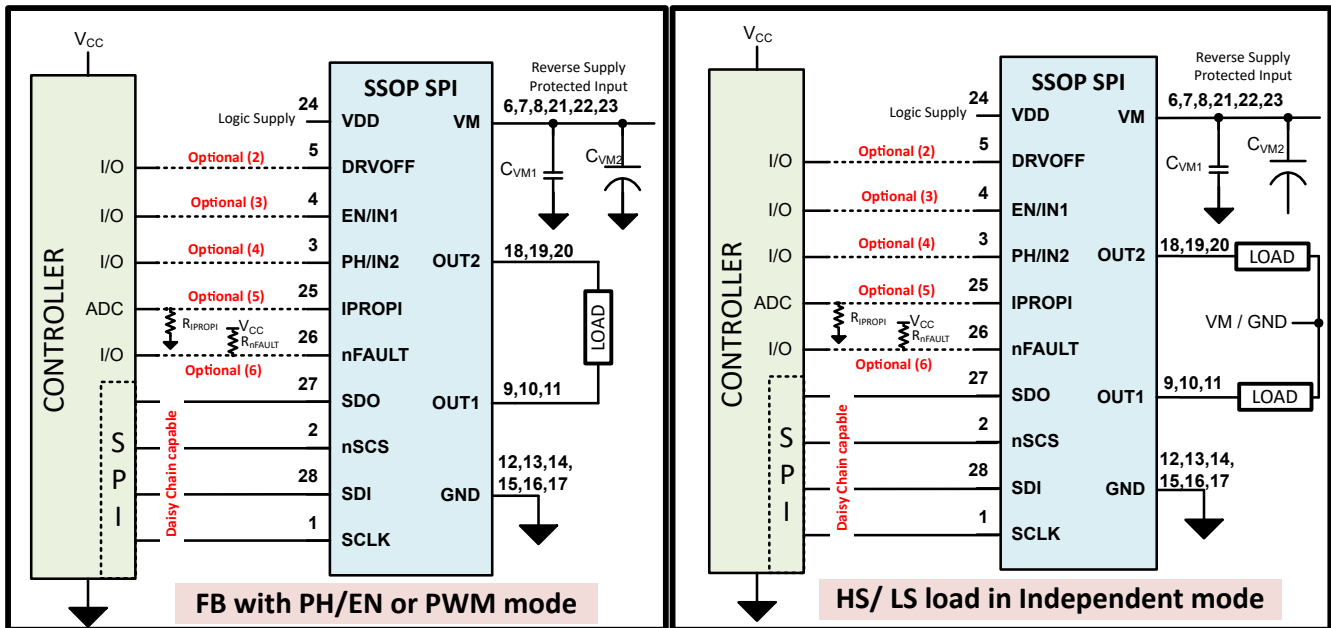 VCC
CONTROLLER
I/O
I/O
I/O
ADC
I/O
SPI
Logic Supply
24
Optional (2)
5
Optional (3)
4
Optional (4)
3
Optional (5)
25
RIPROPI
VCC
RnFAULT
26
Optional (6)
27
2
28
1
Daisy Chain capable
SSOP SPI
VDD
DRVOFF
EN/IN1
PH/IN2
IPROPI
nFAULT
SDO
nSCS
SDI
SCLK
VM
OUT2
OUT1
GND
Reverse Supply
Protected Input
6,7,8,21,22,23
CVM1
CVM2
18,19,20
LOAD
9,10,11
12,13,14,
15,16,17
FB with PH/EN or PWM mode
VCC
CONTROLLER
I/O
I/O
I/O
ADC
I/O
SPI
Logic Supply
24
Optional (2)
5
Optional (3)
4
Optional (4)
3
Optional (5)
25
RIPROPI
VCC
RnFAULT
26
Optional (6)
27
2
28
1
Daisy Chain capable
SSOP SPI
VDD
DRVOFF
EN/IN1
PH/IN2
IPROPI
nFAULT
SDO
nSCS
SDI
SCLK
VM
OUT2
OUT1
GND
Reverse Supply
Protected Input
6,7,8,21,22,23
CVM1
CVM2
18,19,20
LOAD
VM / GND
9,10,11
LOAD
12,13,14,
15,16,17
HS/ LS load in Independent mode